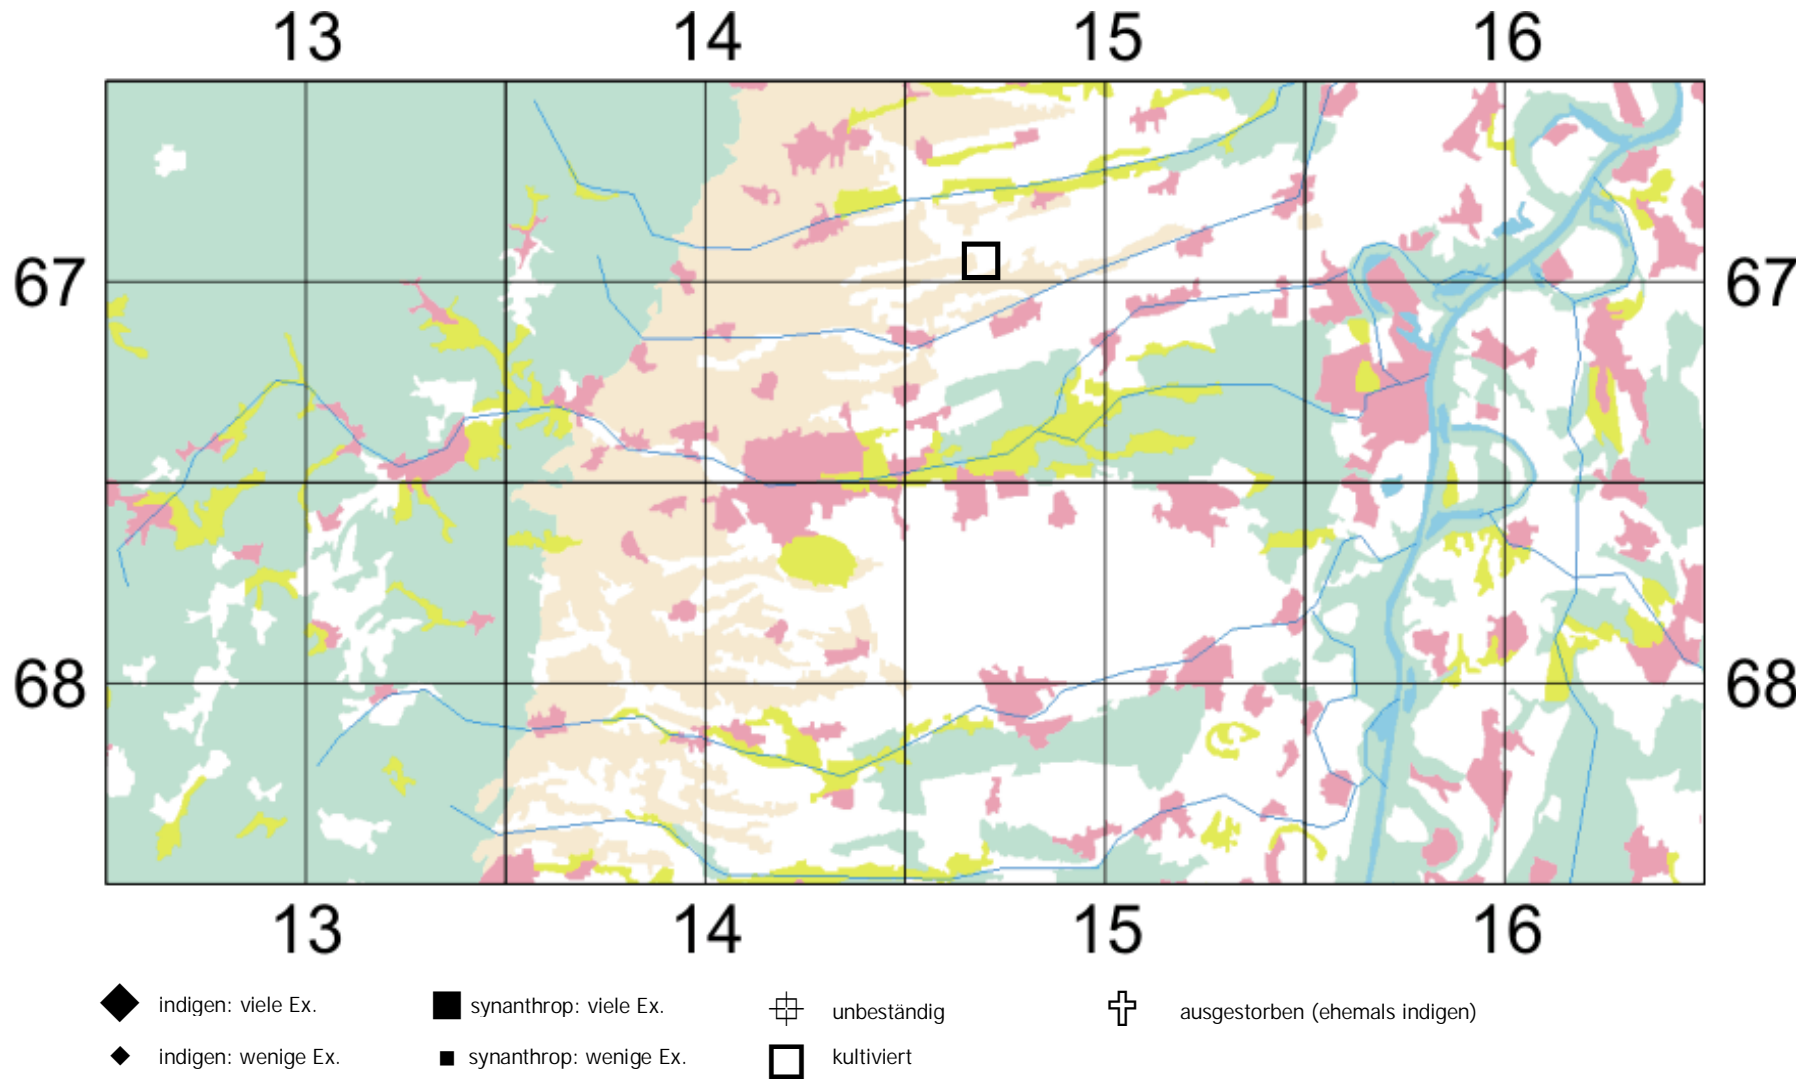 13 14 15 16
67 67
68 68
13 14 15 16
indigen: viele Ex. synanthrop: viele Ex. unbeständig ausgestorben (ehemals indigen)
indigen: wenige Ex. synanthrop: wenige Ex. kultiviert